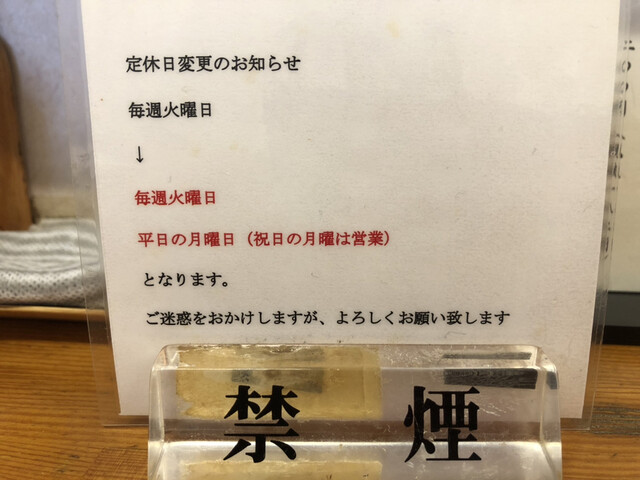 定休日変更のお知らせ
毎週火曜日
↓
毎週火曜日
平日の月曜日（祝日の月曜は営業）
となります。
ご迷惑をおかけしますが、よろしくお願い致します
禁煙